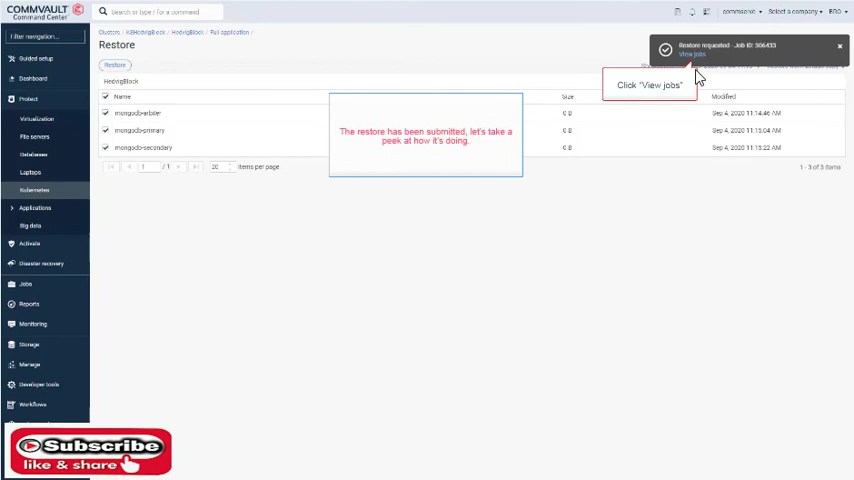 COMMVAULT
Command Center
Search or type for a command
commserve
Select a company
BRO
Filter navigation...
Guided setup
Dashboard
Protect
Virtualization
File servers
Databases
Laptops
Kubernetes
Applications
Big data
Activate
Disaster recovery
Jobs
Reports
Monitoring
Storage
Manage
Developer tools
Workflows
Clusters / K8HedvigBlock / HedvigBlock / Full application /
Restore
Restore
Restore requested - Job ID: 306433
View jobs
Click "View jobs"
HedvigBlock
Name Size Modified
mongodb-arbiter 0 B Sep 4, 2020 11:14:46 AM
mongodb-primary 0 B Sep 4, 2020 11:15:04 AM
mongodb-secondary 0 B Sep 4, 2020 11:15:22 AM
1 / 1 20 items per page 1 - 3 of 3 items
The restore has been submitted, let's take a
peek at how it's doing.
Subscribe
like & share